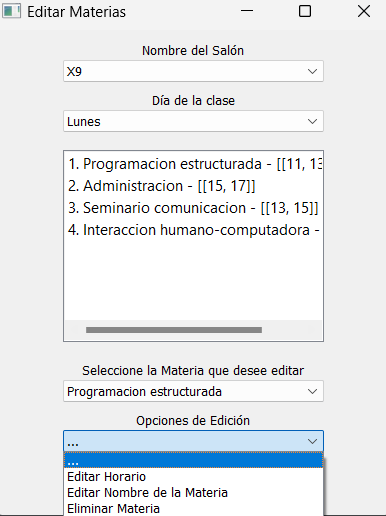 Editar Materias
Nombre del Salón
X9
Día de la clase
Lunes
1. Programacion estructurada - [[11, 13
2. Administracion - [[15, 17]]
3. Seminario comunicacion - [[13, 15]]
4. Interaccion humano-computadora -
Seleccione la Materia que desee editar
Programacion estructurada
Opciones de Edición
...
...
Editar Horario
Editar Nombre de la Materia
Eliminar Materia